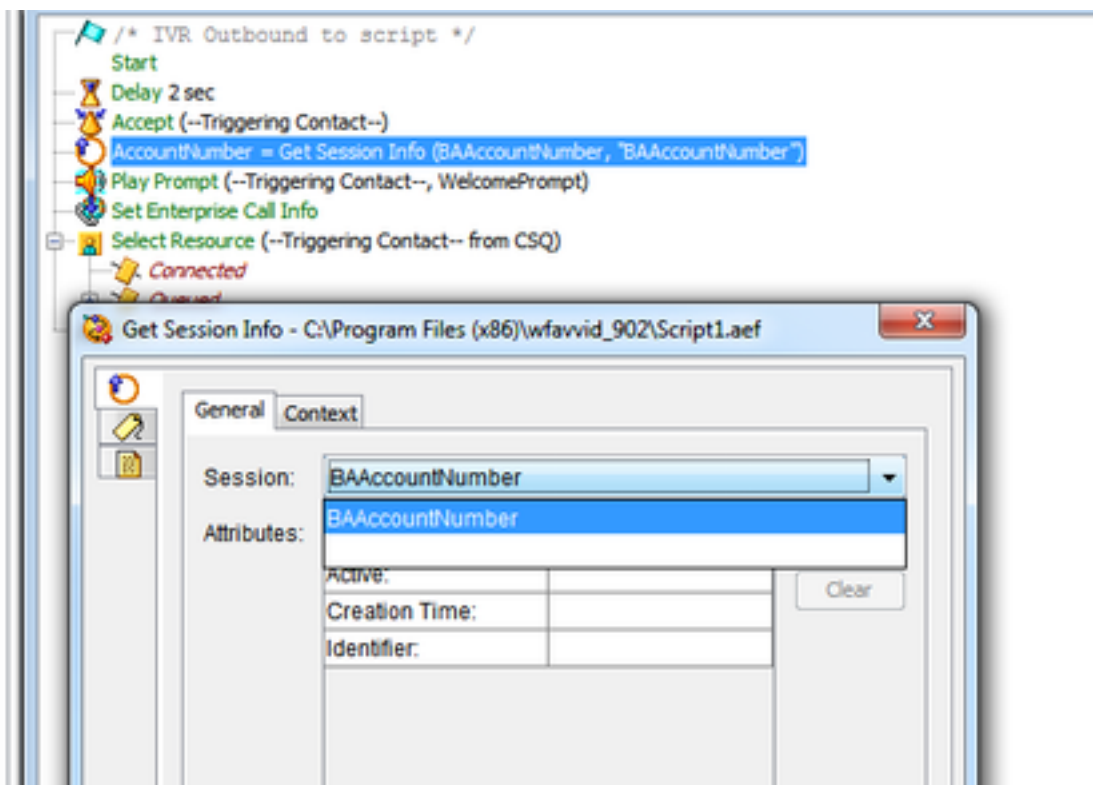 /* IVR Outbound to script */
Start
Delay 2 sec
Accept (--Triggering Contact--)
AccountNumber = Get Session Info (BAAccountNumber, "BAAccountNumber")
Play Prompt (--Triggering Contact--, WelcomePrompt)
Set Enterprise Call Info
Select Resource (--Triggering Contact-- from CSQ)
Connected
Queued
Get Session Info - C:\Program Files (x86)\wfavvid_902\Script1.aef
General Context
Session: BAAccountNumber
BAAccountNumber
Attributes:
Active:
Clear
Creation Time:
Identifier: